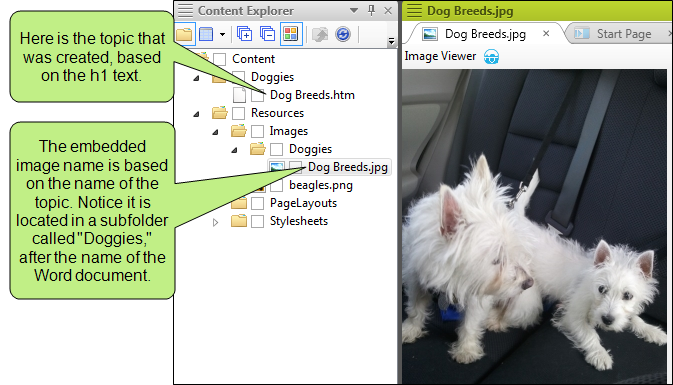 Here is the topic that
was created, based
on the h1 text.
The embedded
image name is based
on the name of the
topic. Notice it is
located in a subfolder
called "Doggies,"
after the name of the
Word document.
Content Explorer
Content
Doggies
Dog Breeds.htm
Resources
Images
Doggies
Dog Breeds.jpg
beagles.png
PageLayouts
Stylesheets
Dog Breeds.jpg
Dog Breeds.jpg
Start Page
Image Viewer